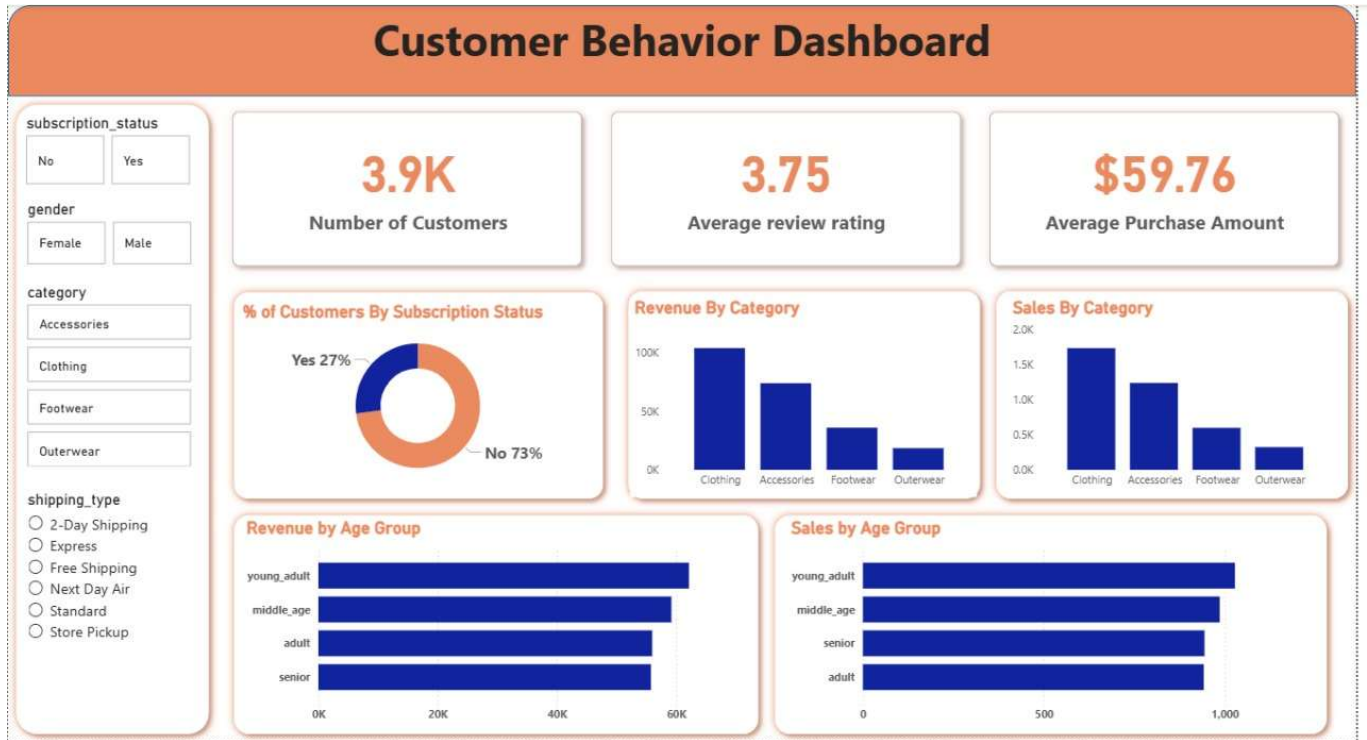 Customer Behavior Dashboard
subscription_status
No Yes
gender
Female Male
category
Accessories
Clothing
Footwear
Outerwear
shipping_type
2-Day Shipping
Express
Free Shipping
Next Day Air
Standard
Store Pickup
3.9K
Number of Customers
3.75
Average review rating
$59.76
Average Purchase Amount
% of Customers By Subscription Status
Yes 27%
No 73%
Revenue By Category
100K
50K
0K
Clothing Accessories Footwear Outerwear
Sales By Category
2.0K
1.5K
1.0K
0.5K
0.0K
Clothing Accessories Footwear Outerwear
Revenue by Age Group
young_adult
middle_age
adult
senior
0K 20K 40K 60K
Sales by Age Group
young_adult
middle_age
senior
adult
0 500 1,000